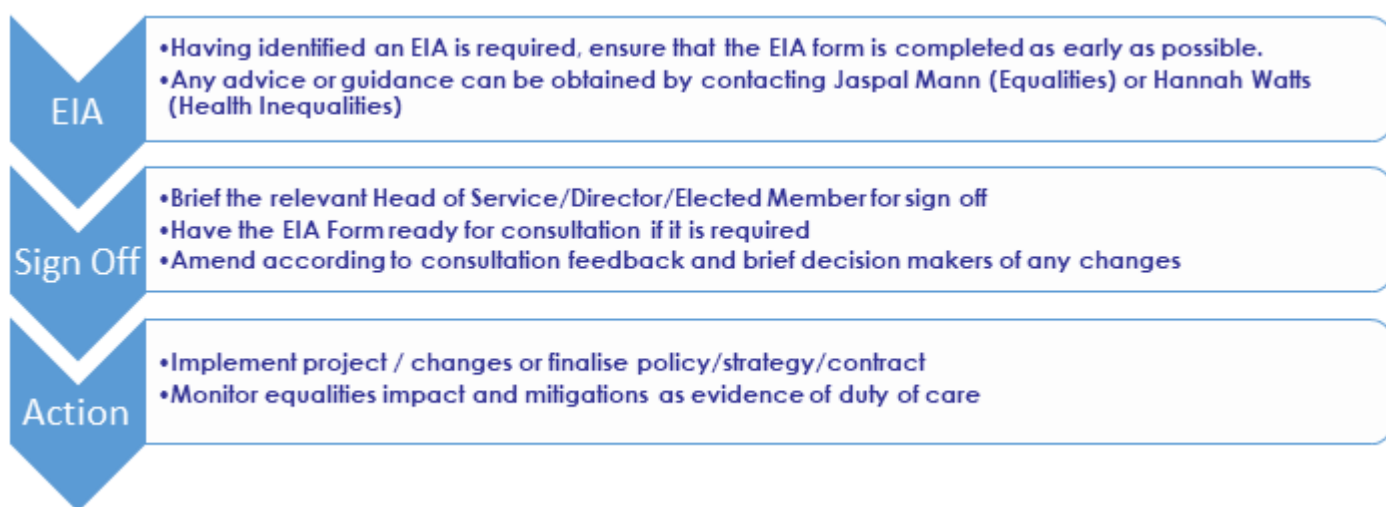 EIA
•Having identified an EIA is required, ensure that the EIA form is completed as early as possible.
•Any advice or guidance can be obtained by contacting Jaspal Mann (Equalities) or Hannah Watts
(Health Inequalities)
Sign Off
•Brief the relevant Head of Service/Director/Elected Member for sign off
•Have the EIA Form ready for consultation if it is required
•Amend according to consultation feedback and brief decision makers of any changes
Action
•Implement project / changes or finalise policy/strategy/contract
•Monitor equalities impact and mitigations as evidence of duty of care